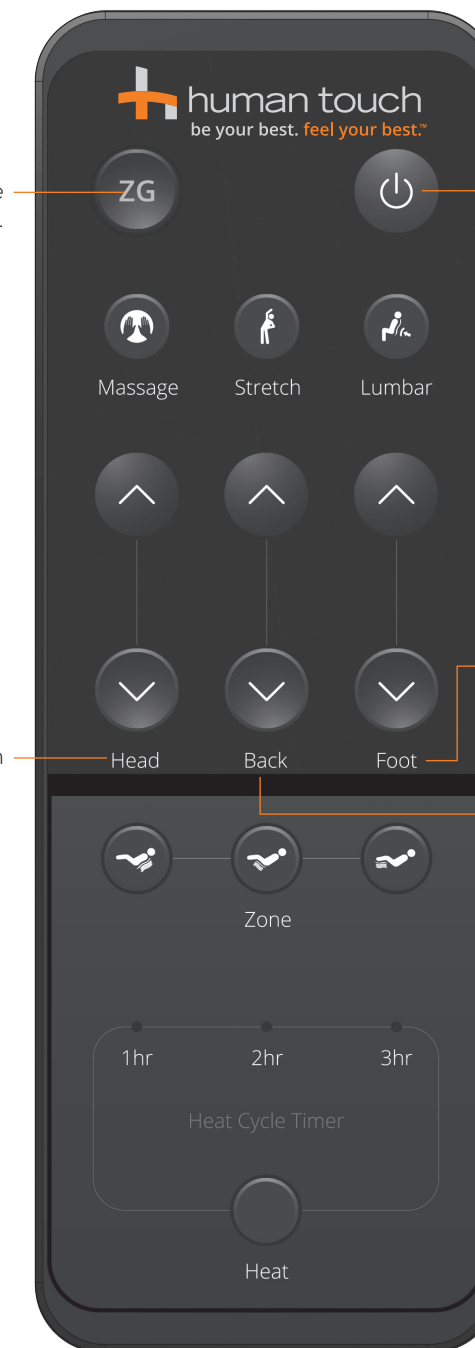 human touch
be your best. feel your best.™
ZG
Massage Stretch Lumbar
Head Back Foot
Zone
1hr 2hr 3hr
Heat Cycle Timer
Heat